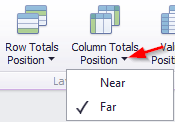 Row Totals Column Totals
Position Position
Near
Far